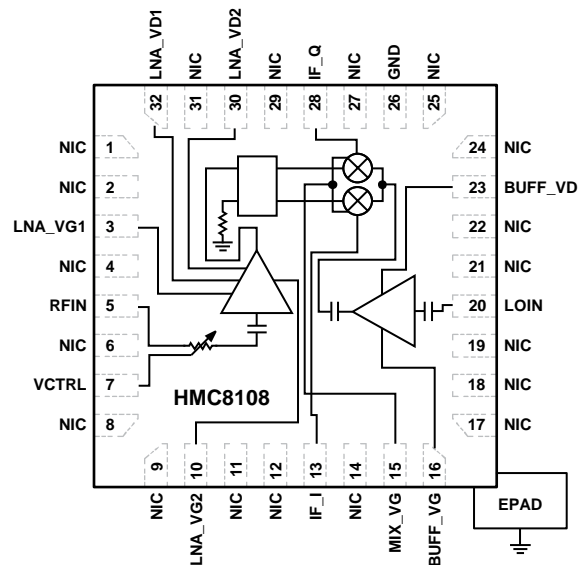 LNA_VD1
NIC
LNA_VD2
NIC
IF_Q
NIC
GND
NIC
32
31
30
29
28
27
26
25
NIC 1
NIC 2
LNA_VG1 3
NIC 4
RFIN 5
NIC 6
VCTRL 7
NIC 8
24 NIC
23 BUFF_VD
22 NIC
21 NIC
20 LOIN
19 NIC
18 NIC
17 NIC
HMC8108
9
10
11
12
13
14
15
16
NIC
LNA_VG2
NIC
NIC
IF_I
NIC
MIX_VG
BUFF_VG
EPAD